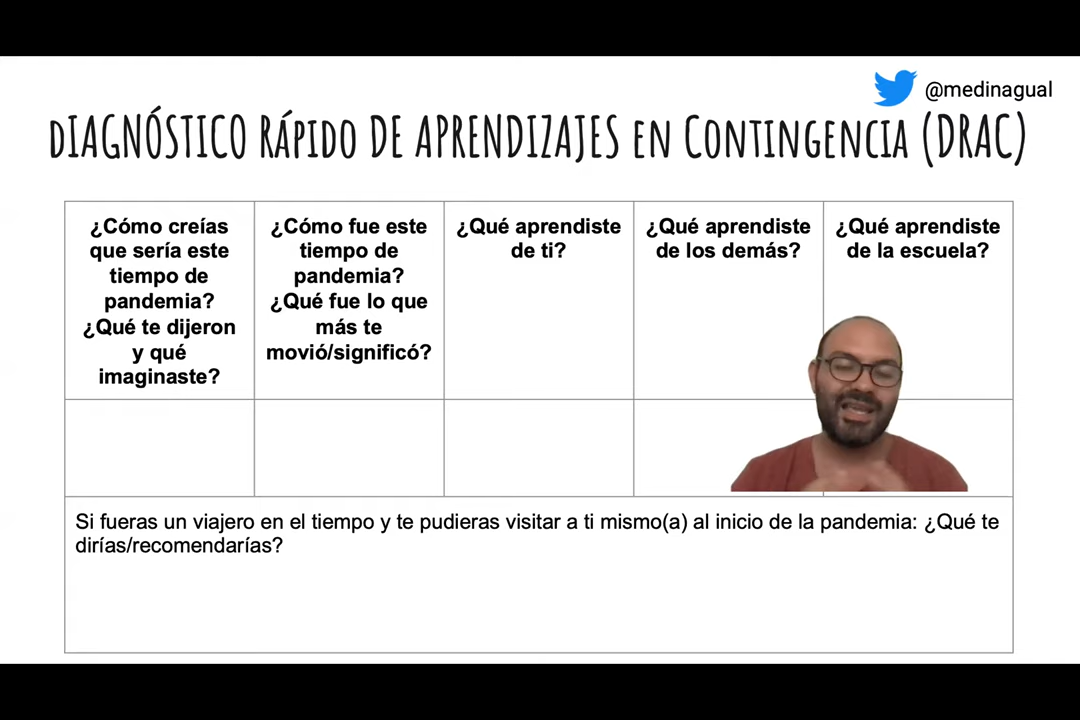 @medinagual
dIAGNÓSTICO RÁpido DE APRENDIZAJES en Contingencia (DRAC)
¿Cómo creías
que sería este
tiempo de
pandemia?
¿Qué te dijeron
y qué
imaginaste?
¿Cómo fue este
tiempo de
pandemia?
¿Qué fue lo que
más te
movió/significó?
¿Qué aprendiste
de ti?
¿Qué aprendiste
de los demás?
¿Qué aprendiste
de la escuela?
Si fueras un viajero en el tiempo y te pudieras visitar a ti mismo(a) al inicio de la pandemia: ¿Qué te
dirías/recomendarías?